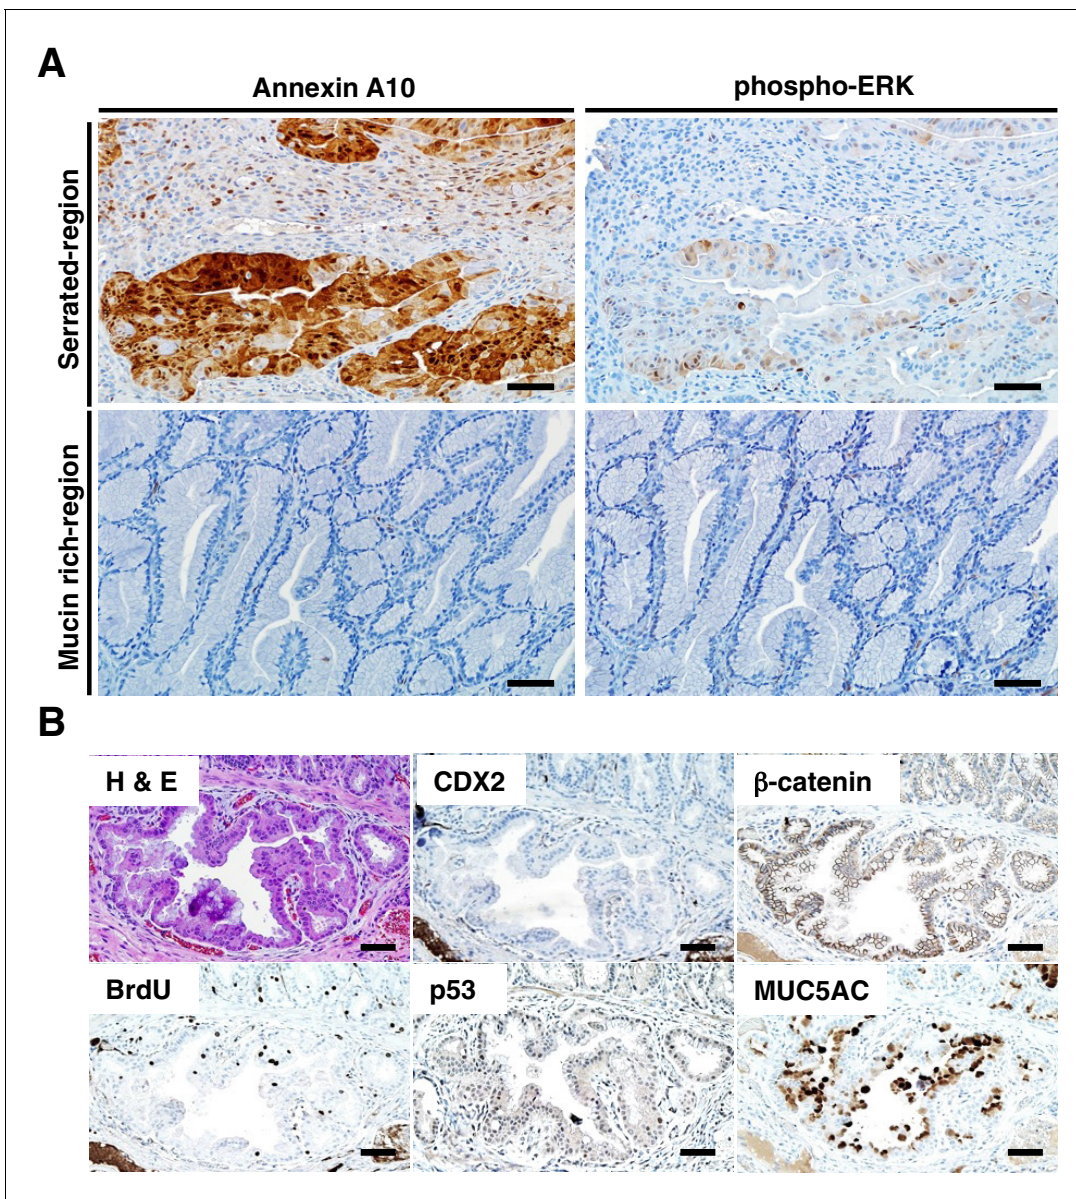 A
Annexin A10
phospho-ERK
Serrated-region
Mucin rich-region
B
H & E
CDX2
β-catenin
BrdU
p53
MUC5AC